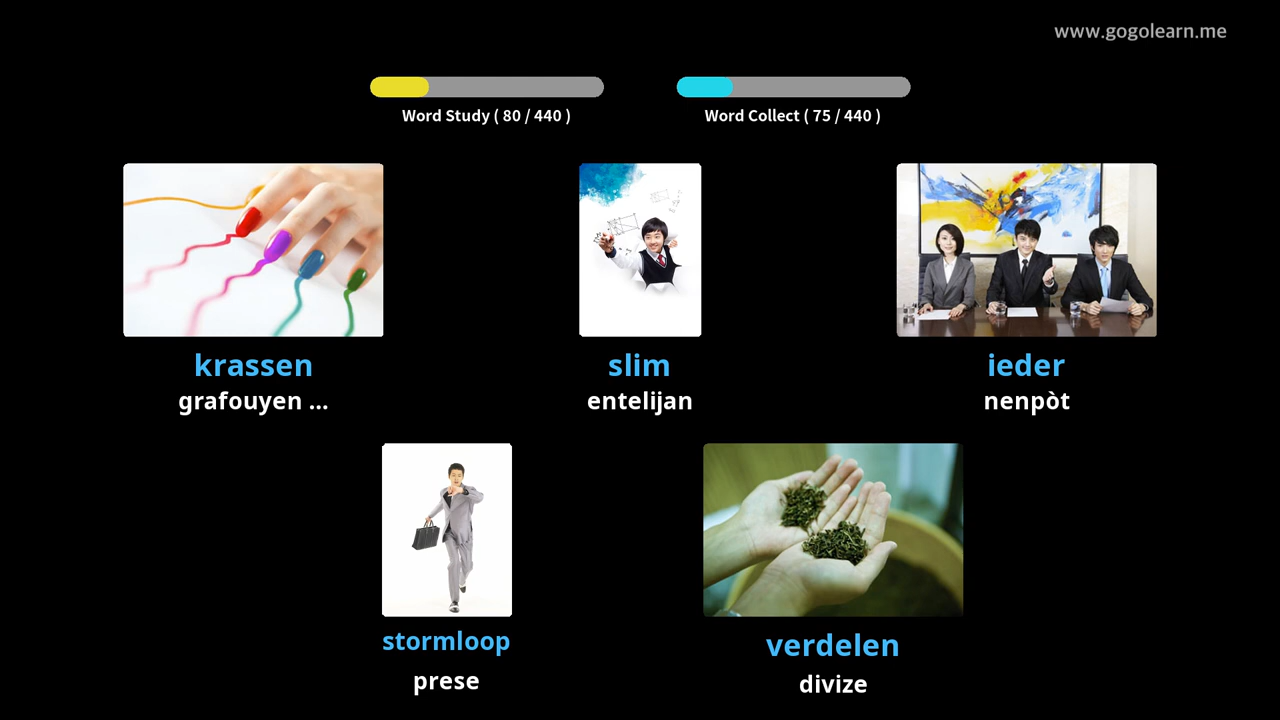 www.gogolearn.me
Word Study ( 80 / 440 )
Word Collect ( 75 / 440 )
krassen
grafouyen ...
slim
entelijan
ieder
nenpòt
stormloop
prese
verdelen
divize